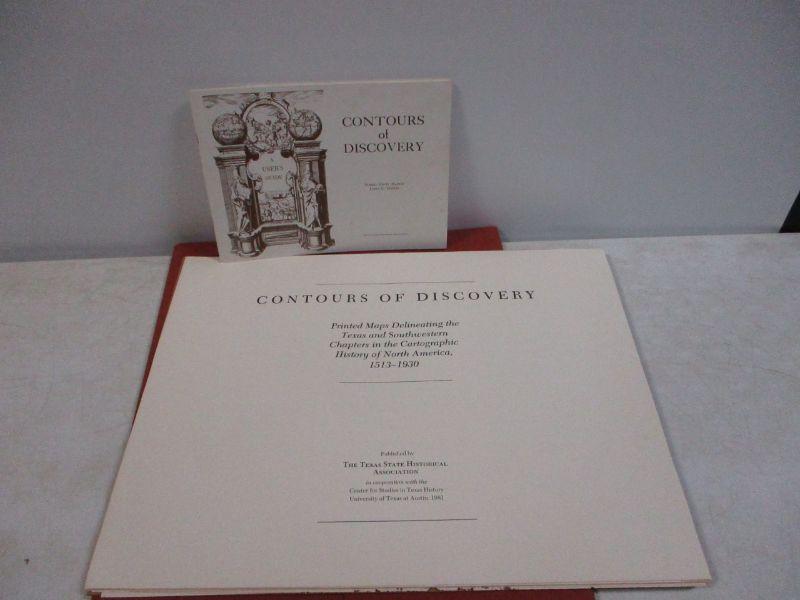 CONTOURS
of
DISCOVERY
A
USER'S
GUIDE
CONTOURS OF DISCOVERY
Printed Maps Delineating the
Texas and Southwestern
Chapters in the Cartographic
History of North America,
1513–1930
Published by
THE TEXAS STATE HISTORICAL
ASSOCIATION
in cooperation with the
Center for Studies in Texas History
University of Texas at Austin, 1981